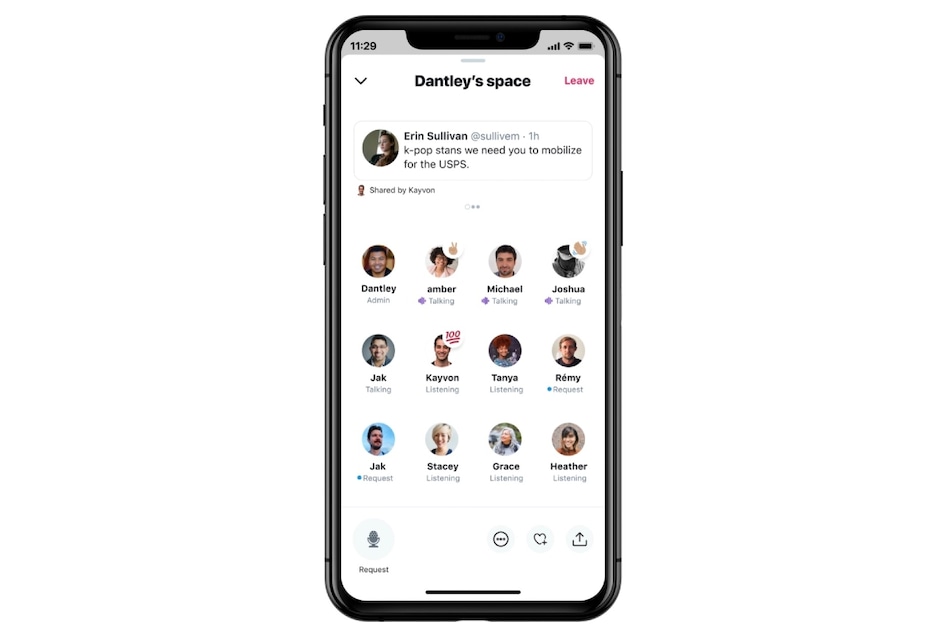 11:29
Dantley's space
Leave
Erin Sullivan @sullivem · 1h
k-pop stans we need you to mobilize
for the USPS.
Shared by Kayvon
Dantley amber Michael Joshua
Admin Talking Talking Talking
100
Jak Kayvon Tanya Rémy
Talking Listening Listening Request
Jak Stacey Grace Heather
Request Listening Listening Listening
Request